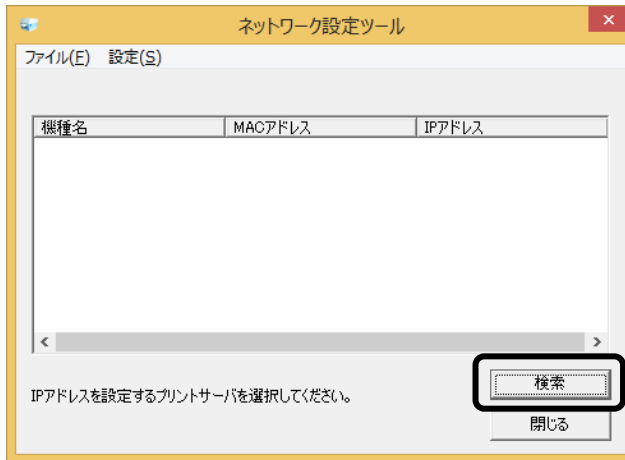 ネットワーク設定ツール
ファイル(F) 設定(S)
機種名 MACアドレス IPアドレス
検索
IPアドレスを設定するプリントサーバを選択してください。
閉じる